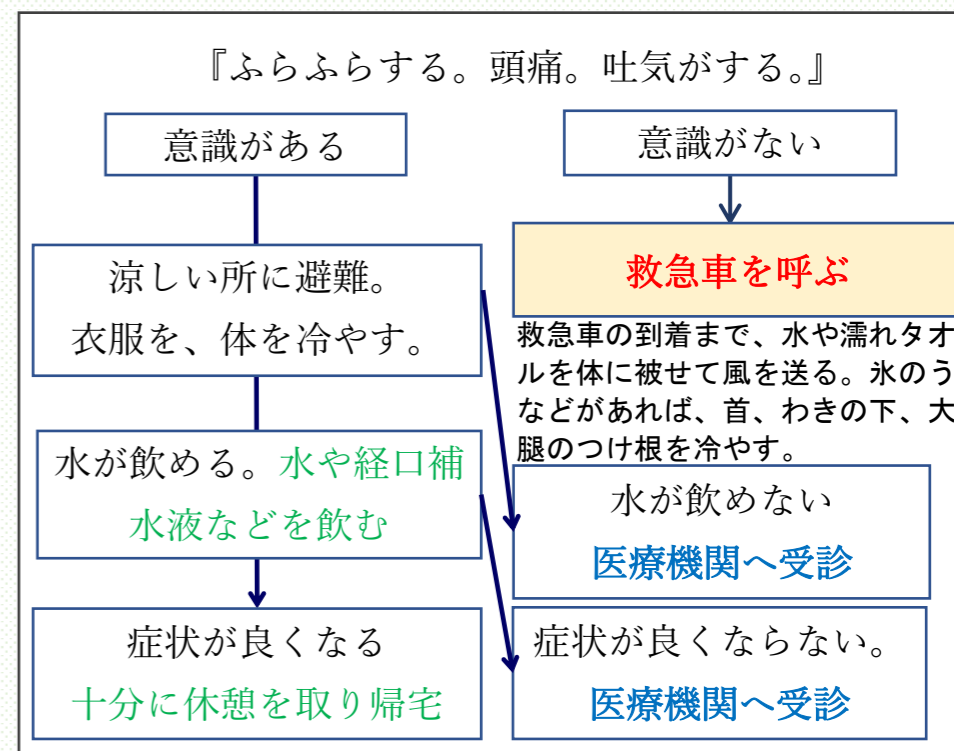 『ふらふらする。頭痛。吐気がする。』
意識がある
意識がない
涼しい所に避難。
衣服を、体を冷やす。
救急車を呼ぶ
救急車の到着まで、水や濡れタオ
ルを体に被せて風を送る。氷のう
などがあれば、首、わきの下、大
腿のつけ根を冷やす。
水が飲める。水や経口補
水液などを飲む
水が飲めない
医療機関へ受診
症状が良くなる
十分に休憩を取り帰宅
症状が良くならない。
医療機関へ受診